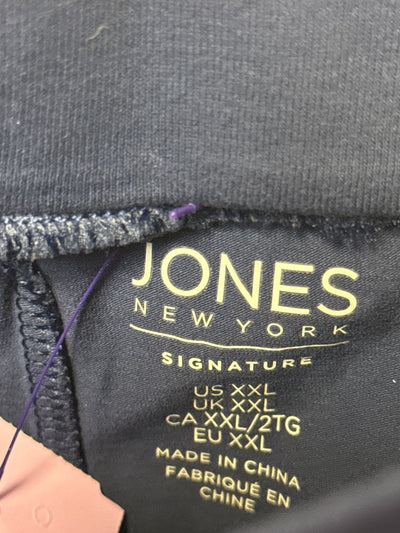 JONES
NEW YORK
SIGNATURE
US XXL
UK XXL
CA XXL/2TG
EU XXL
MADE IN CHINA
FABRIQUÉ EN
CHINE